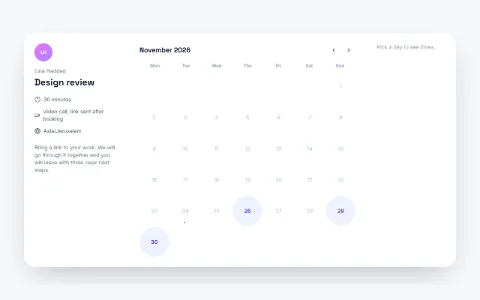 Lina Haddad
Design review
30 minutes
Video call, link sent after
booking
Asia/Jerusalem
Bring a link to your work. We will
go through it together and you
will leave with three clear next
steps.
November 2026
Mon Tue Wed Thu Fri Sat Sun
1
2 3 4 5 6 7 8
9 10 11 12 13 14 15
16 17 18 19 20 21 22
23 24 25 26 27 28 29
30
Pick a day to see times.